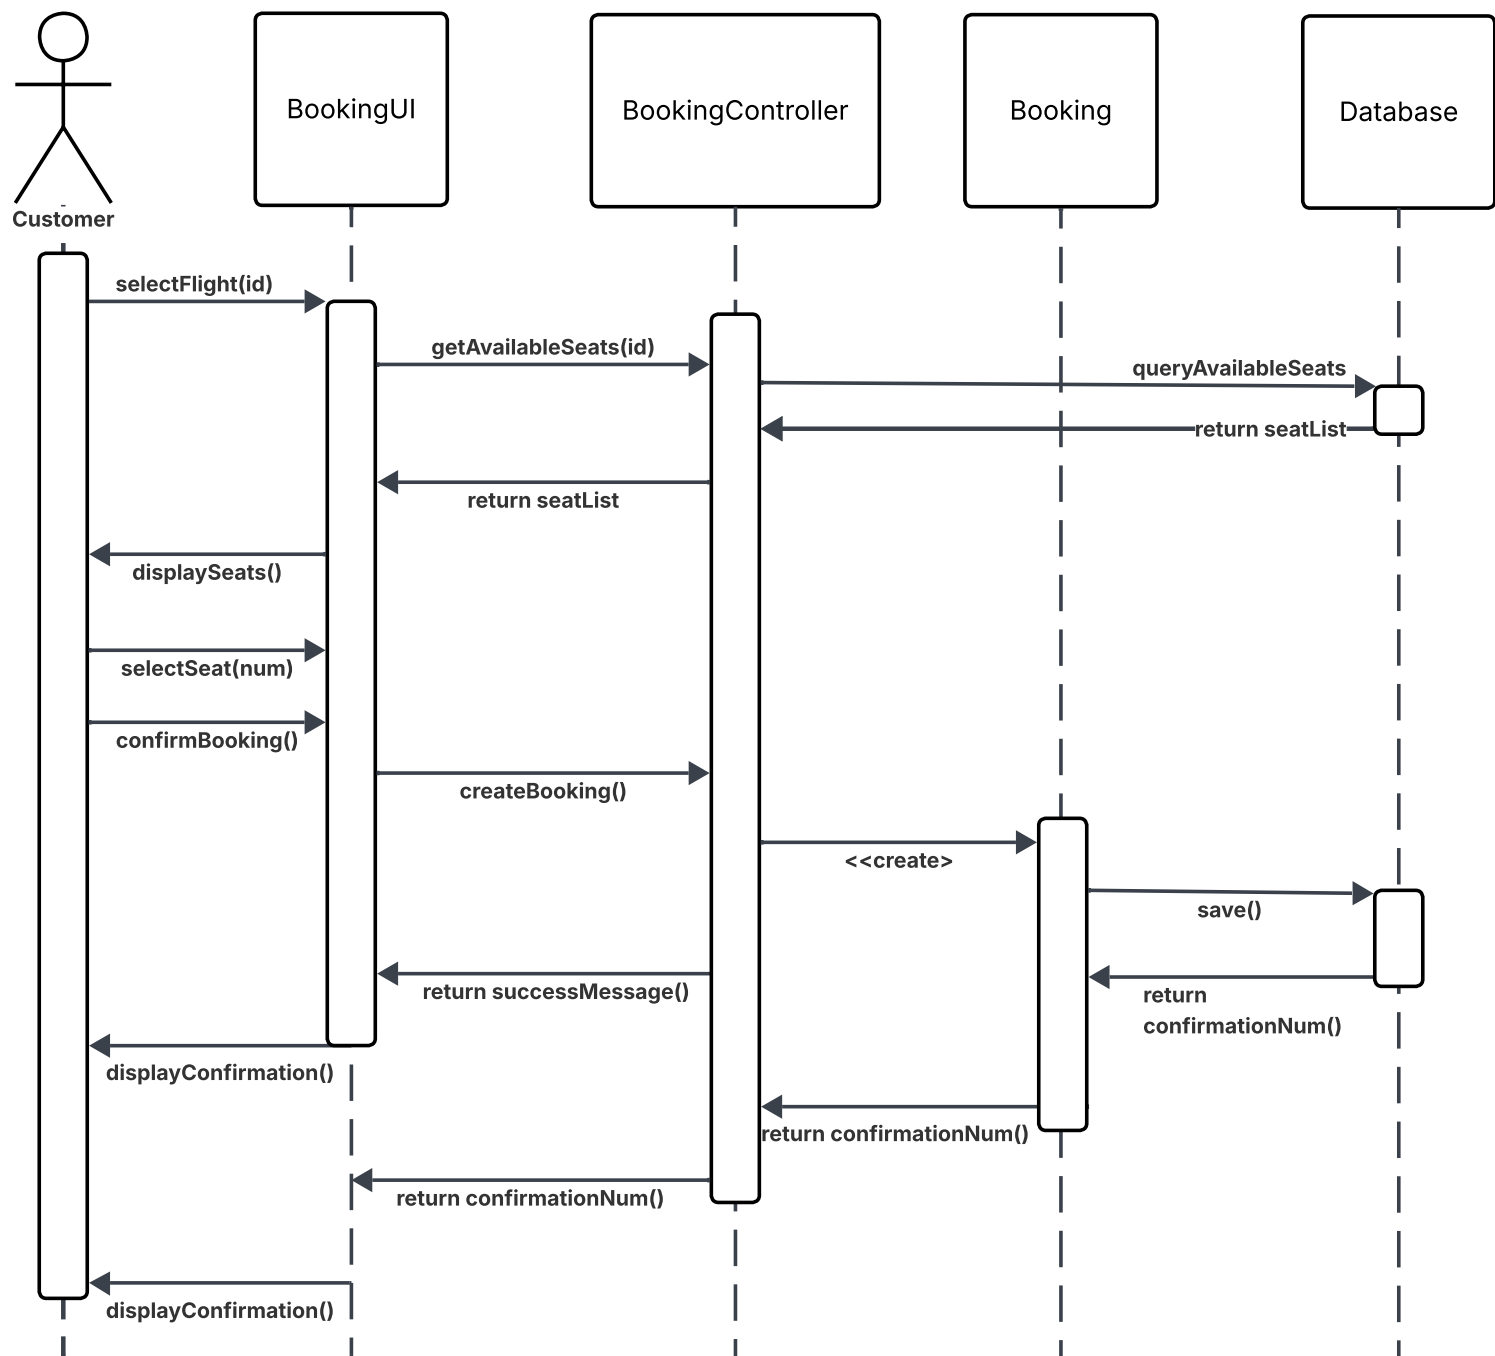 BookingUI
BookingController
Booking
Database
Customer
selectFlight(id)
getAvailableSeats(id)
queryAvailableSeats
return seatList
return seatList
displaySeats()
selectSeat(num)
confirmBooking()
createBooking()
<<create>
save()
return successMessage()
return
confirmationNum()
displayConfirmation()
return confirmationNum()
return confirmationNum()
displayConfirmation()